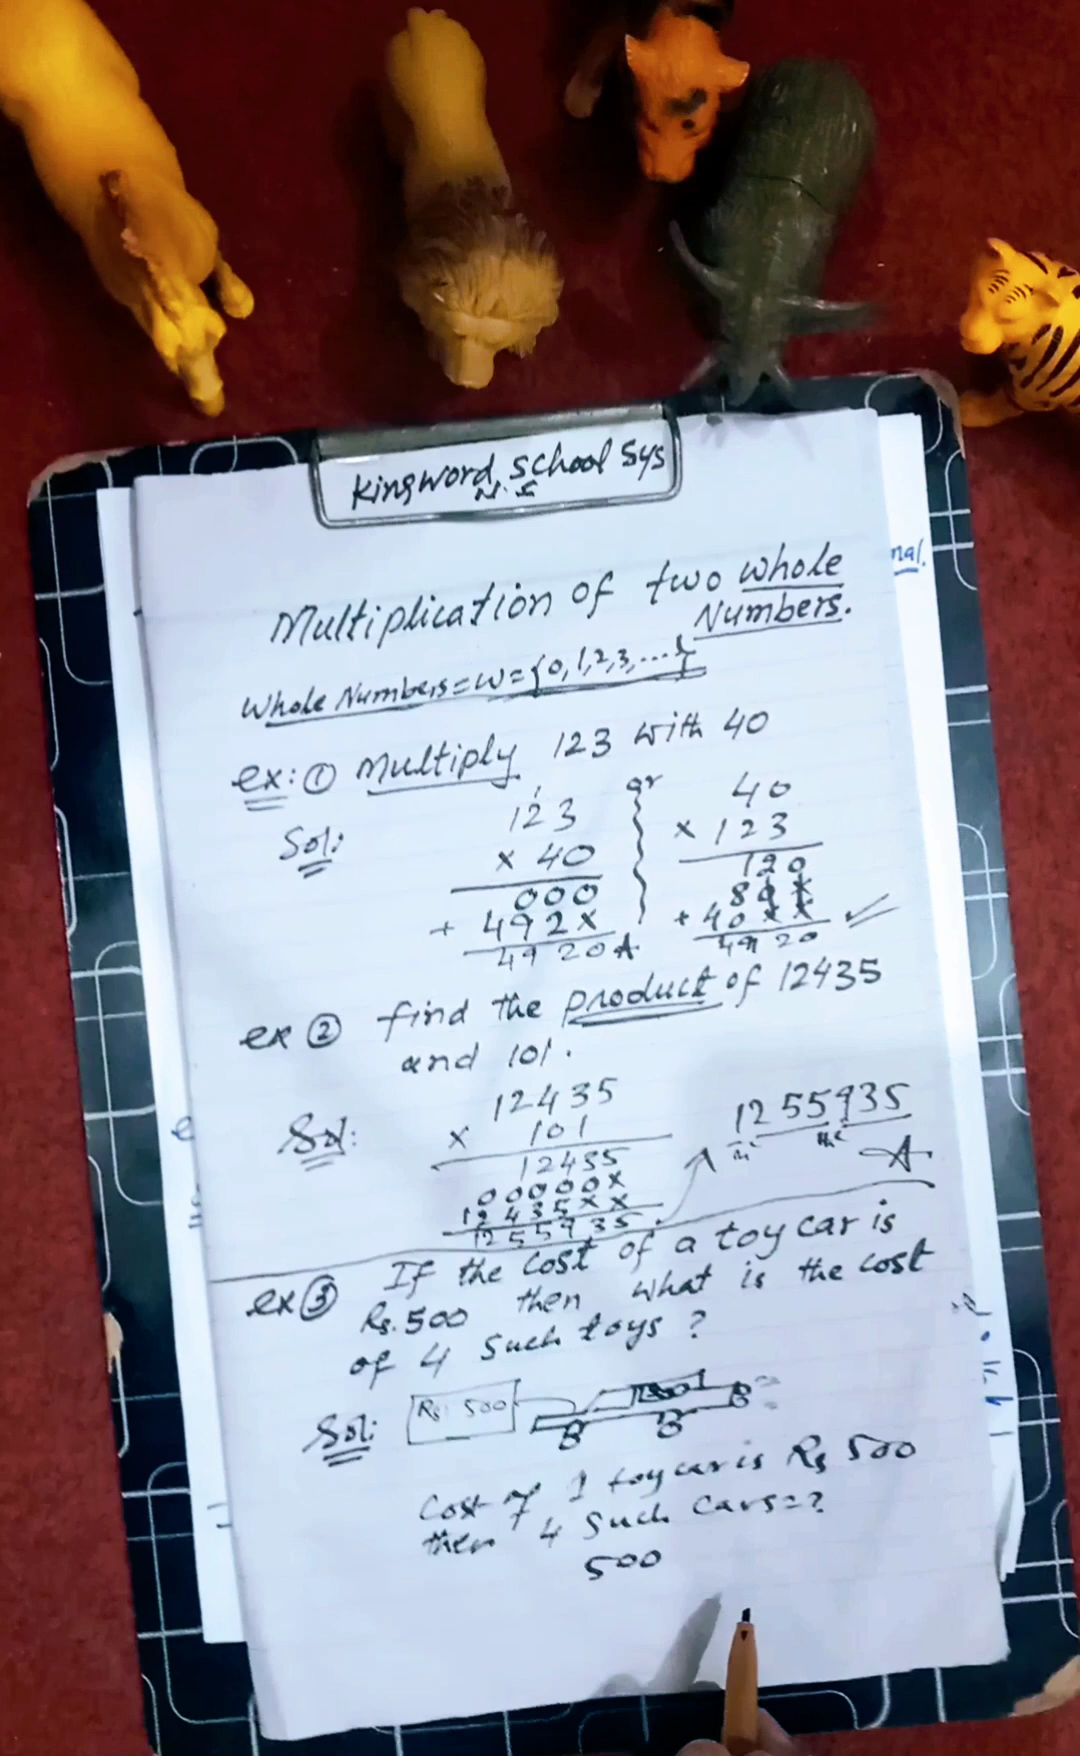 Kingword School Sys
N.S
Multiplication of two whole
Numbers.
Whole Numbers = W = {0, 1, 2, 3, ....}
ex: ① Multiply 123 with 40
Sol:
1
123
× 40
000
+ 492×
4920 A
or
40
× 123
120
80×
+ 40××
4920
ex ② find the product of 12435
and 101.
Sol:
12435
× 101
12435
00000×
12435××
1255935
1255935
A
ex ③ If the cost of a toy car is
Rs. 500 then what is the cost
of 4 such toys ?
Sol:
Rs 500
Cost of 1 toy car is Rs 500
then 4 such cars = ?
500
nal.